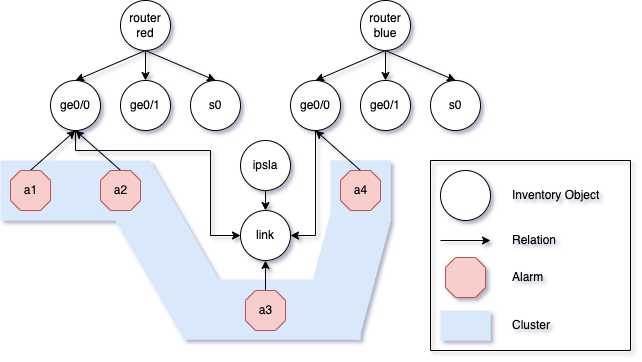 router
red
router
blue
ge0/0
ge0/1
s0
ge0/0
ge0/1
s0
ipsla
a1
a2
a4
link
a3
Inventory Object
Relation
Alarm
Cluster